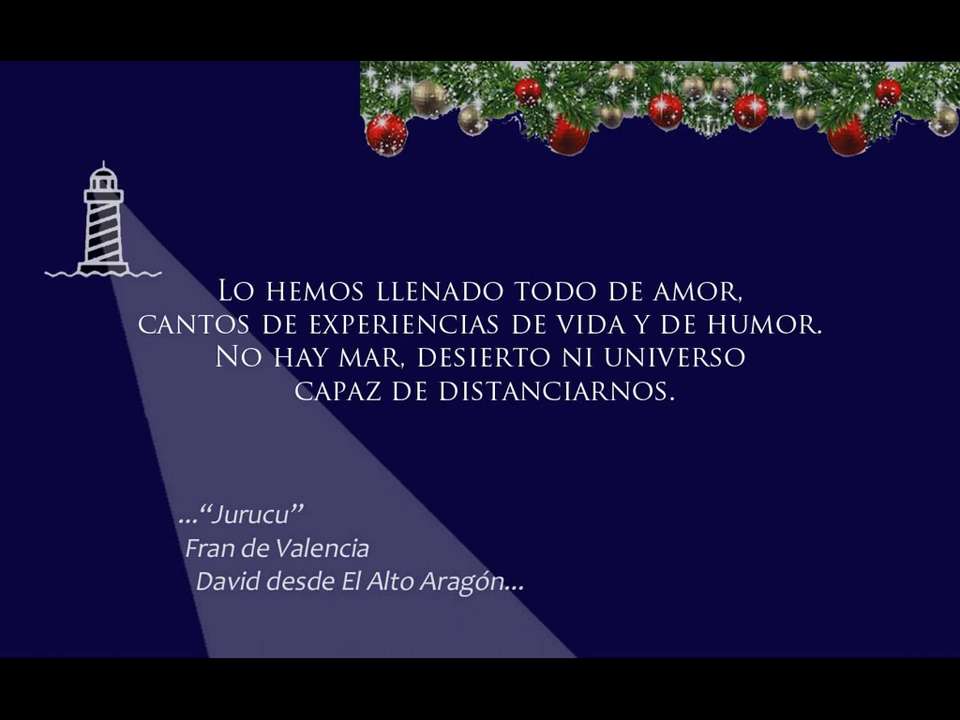 Lo hemos llenado todo de amor,
cantos de experiencias de vida y de humor.
No hay mar, desierto ni universo
capaz de distanciarnos.
..."Jurucu"
Fran de Valencia
David desde El Alto Aragón...